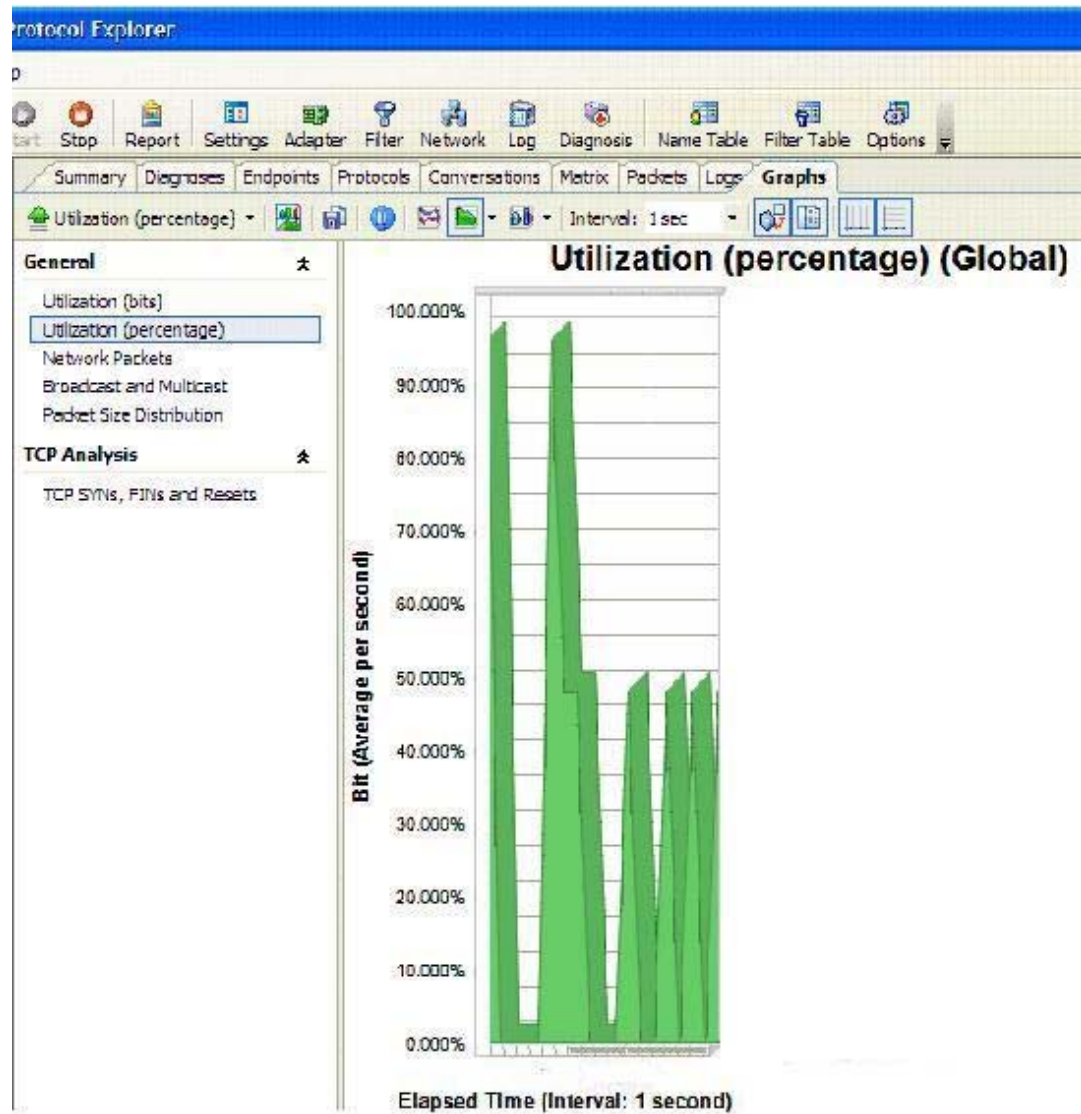 rotocol Explorer
p
tart Stop Report Settings Adapter Filter Network Log Diagnosis Name Table Filter Table Options
Summary Diagnoses Endpoints Protocols Conversations Matrix Packets Logs Graphs
Utilization (percentage) Interval: 1 sec
General
Utilization (bits)
Utilization (percentage)
Network Packets
Broadcast and Multicast
Packet Size Distribution
TCP Analysis
TCP SYNs, FINs and Resets
Utilization (percentage) (Global)
Bit (Average per second)
100.000%
90.000%
80.000%
70.000%
60.000%
50.000%
40.000%
30.000%
20.000%
10.000%
0.000%
Elapsed Time (Interval: 1 second)